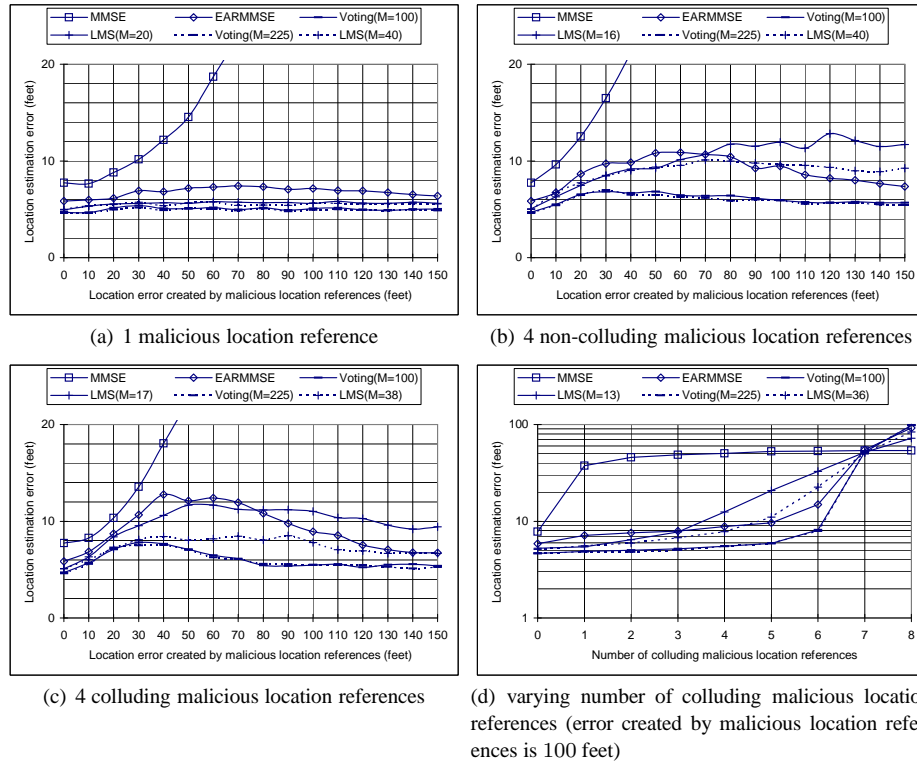 MMSE EARMMSE Voting(M=100)
LMS(M=20) Voting(M=225) LMS(M=40)
20
15
10
5
0
Location estimation error (feet)
0 10 20 30 40 50 60 70 80 90 100 110 120 130 140 150
Location error created by malicious location references (feet)
(a) 1 malicious location reference
MMSE EARMMSE Voting(M=100)
LMS(M=16) Voting(M=225) LMS(M=40)
20
15
10
5
0
Location estimation error (feet)
0 10 20 30 40 50 60 70 80 90 100 110 120 130 140 150
Location error created by malicious location references (feet)
(b) 4 non-colluding malicious location references
MMSE EARMMSE Voting(M=100)
LMS(M=17) Voting(M=225) LMS(M=38)
20
15
10
5
0
Location estimation error (feet)
0 10 20 30 40 50 60 70 80 90 100 110 120 130 140 150
Location error created by malicious location references (feet)
(c) 4 colluding malicious location references
MMSE EARMMSE Voting(M=100)
LMS(M=13) Voting(M=225) LMS(M=36)
100
10
1
Location estimation error (feet)
0 1 2 3 4 5 6 7 8
Number of colluding malicious location references
(d) varying number of colluding malicious locatio
references (error created by malicious location refe
ences is 100 feet)